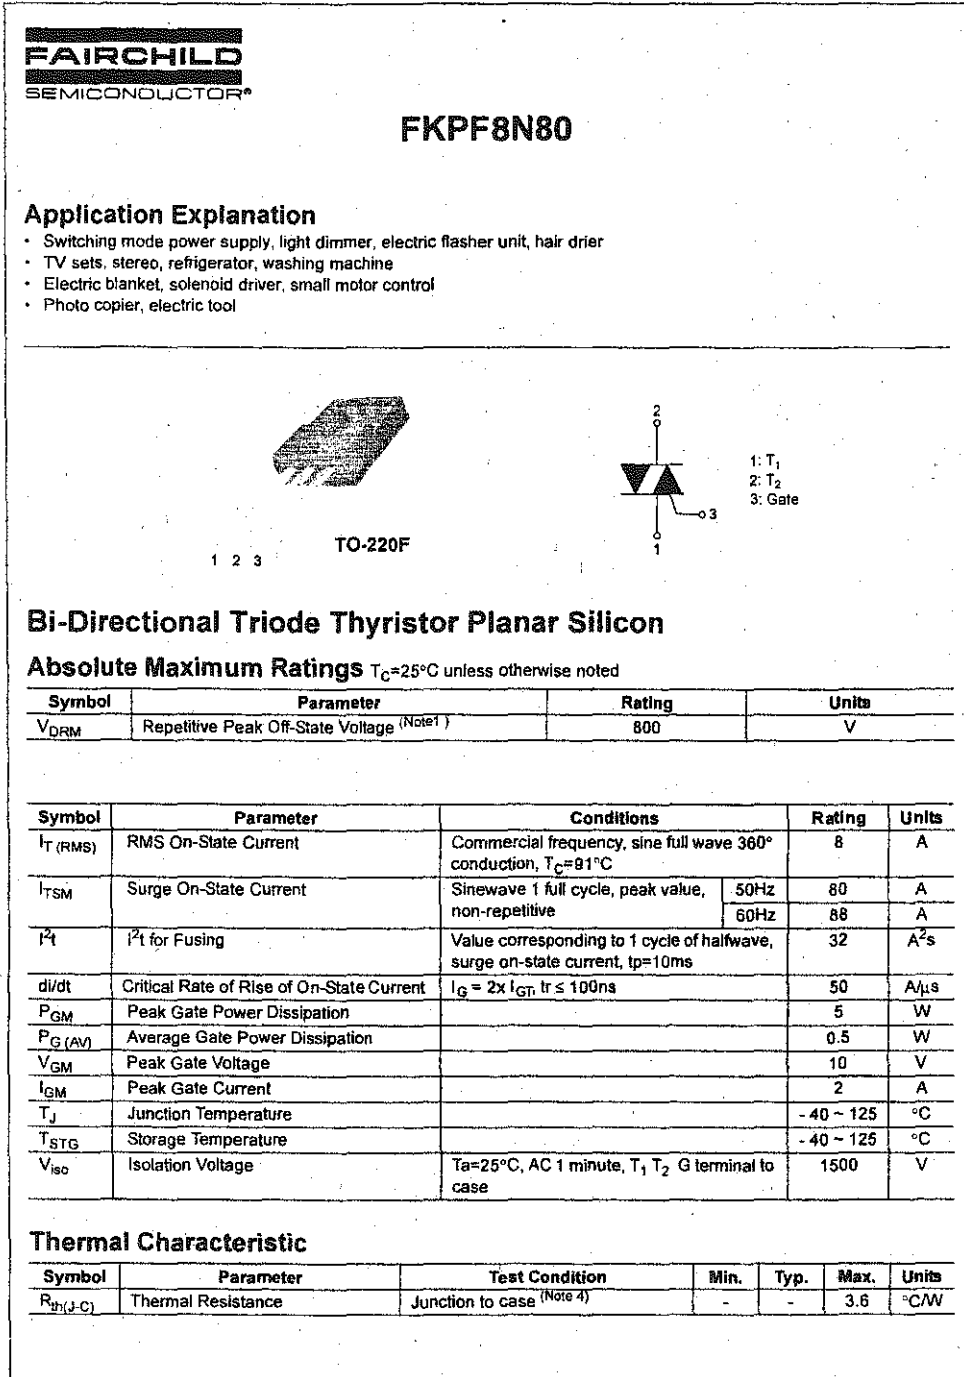 FAIRCHILD
SEMICONDUCTOR®
FKPF8N80
Application Explanation
• Switching mode power supply, light dimmer, electric flasher unit, hair drier
• TV sets, stereo, refrigerator, washing machine
• Electric blanket, solenoid driver, small motor control
• Photo copier, electric tool
2
1: T1
2: T2
3: Gate
3
1
TO-220F
1 2 3
Bi-Directional Triode Thyristor Planar Silicon
Absolute Maximum Ratings TC=25°C unless otherwise noted
Symbol Parameter Rating Units
VDRM Repetitive Peak Off-State Voltage (Note1 ) 800 V
Symbol Parameter Conditions Rating Units
IT (RMS) RMS On-State Current Commercial frequency, sine full wave 360° 8 A
conduction, TC=91°C
ITSM Surge On-State Current Sinewave 1 full cycle, peak value, 50Hz 80 A
non-repetitive 60Hz 88 A
I²t I²t for Fusing Value corresponding to 1 cycle of halfwave, 32 A²s
surge on-state current, tp=10ms
di/dt Critical Rate of Rise of On-State Current IG = 2x IGT, tr ≤ 100ns 50 A/μs
PGM Peak Gate Power Dissipation 5 W
PG (AV) Average Gate Power Dissipation 0.5 W
VGM Peak Gate Voltage 10 V
IGM Peak Gate Current 2 A
TJ Junction Temperature - 40 ~ 125 °C
TSTG Storage Temperature - 40 ~ 125 °C
Viso Isolation Voltage Ta=25°C, AC 1 minute, T1 T2 G terminal to 1500 V
case
Thermal Characteristic
Symbol Parameter Test Condition Min. Typ. Max. Units
Rth(J-C) Thermal Resistance Junction to case (Note 4) - - 3.6 °C/W